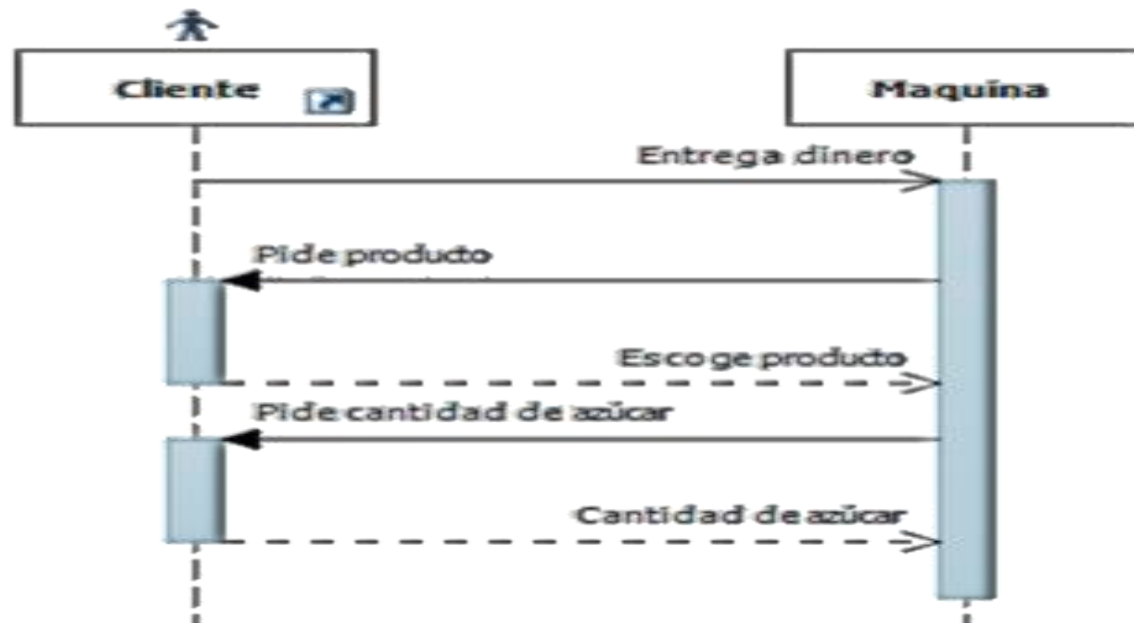 Cliente
Maquina
Entrega dinero
Pide producto
Escoge producto
Pide cantidad de azúcar
Cantidad de azúcar